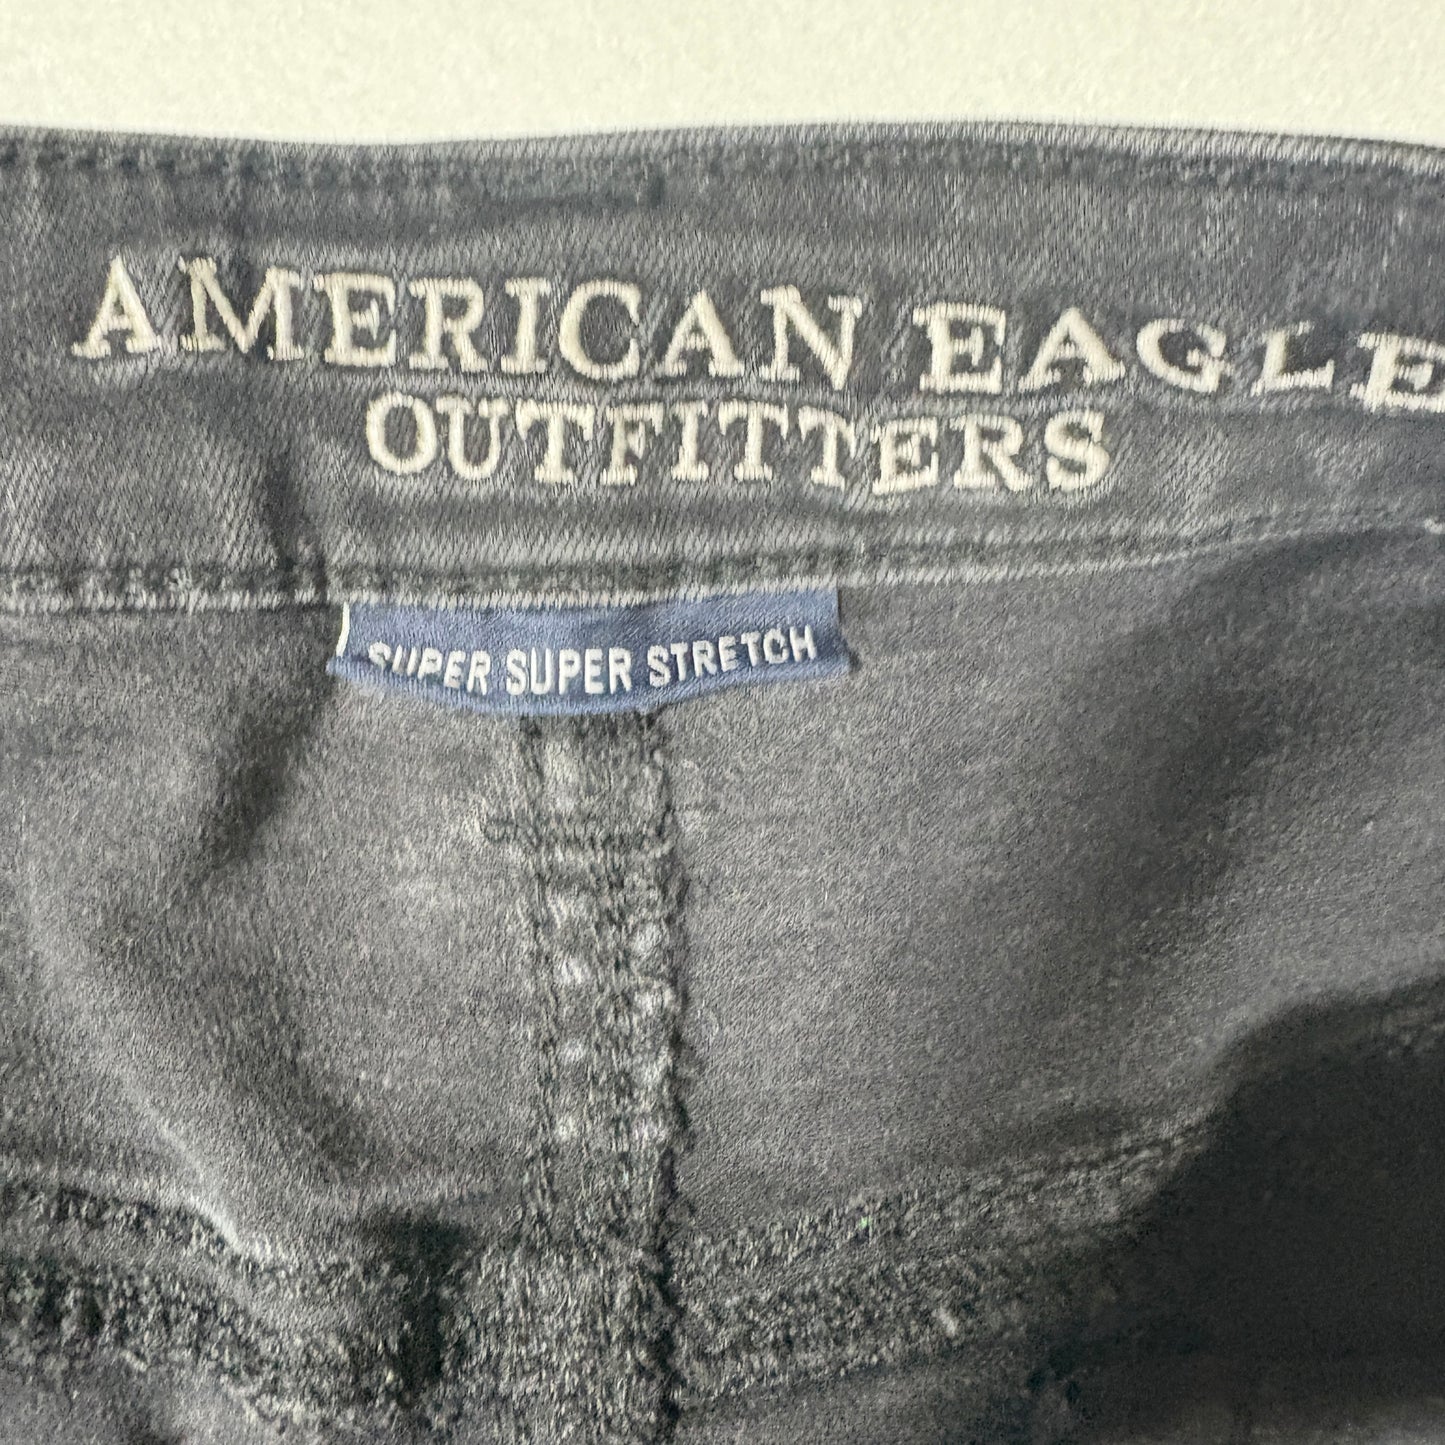 AMERICAN EAGLE
OUTFITTERS
SUPER SUPER STRETCH